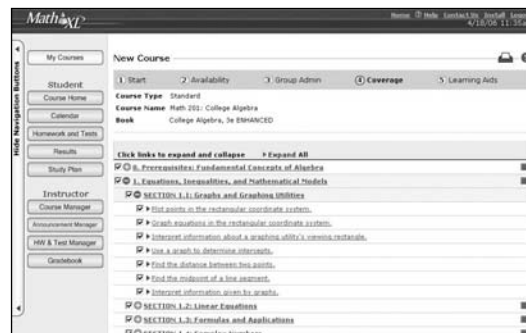 MathXL
Home Help Contact Us Install
4/18/06 11:35a
Hide Navigation Buttons
My Courses
Student
Course Home
Calendar
Homework and Tests
Results
Study Plan
Instructor
Course Manager
Announcement Manager
HW & Test Manager
Gradebook
New Course
1 Start 2 Availability 3 Group Admin 4 Coverage 5 Learning Aids
Course Type Standard
Course Name Math 201: College Algebra
Book College Algebra, 3e ENHANCED
Click links to expand and collapse Expand All
Prerequisites: Fundamental Concepts of Algebra
1. Equations, Inequalities, and Mathematical Models
SECTION 1.1: Graphs and Graphing Utilities
Plot points in the rectangular coordinate system.
Graph equations in the rectangular coordinate system.
Interpret information about a graphing utility's viewing rectangle.
Use a graph to determine intercepts.
Find the distance between two points.
Find the midpoint of a line segment.
Interpret information given by graphs.
SECTION 1.2: Linear Equations
SECTION 1.3: Formulas and Applications